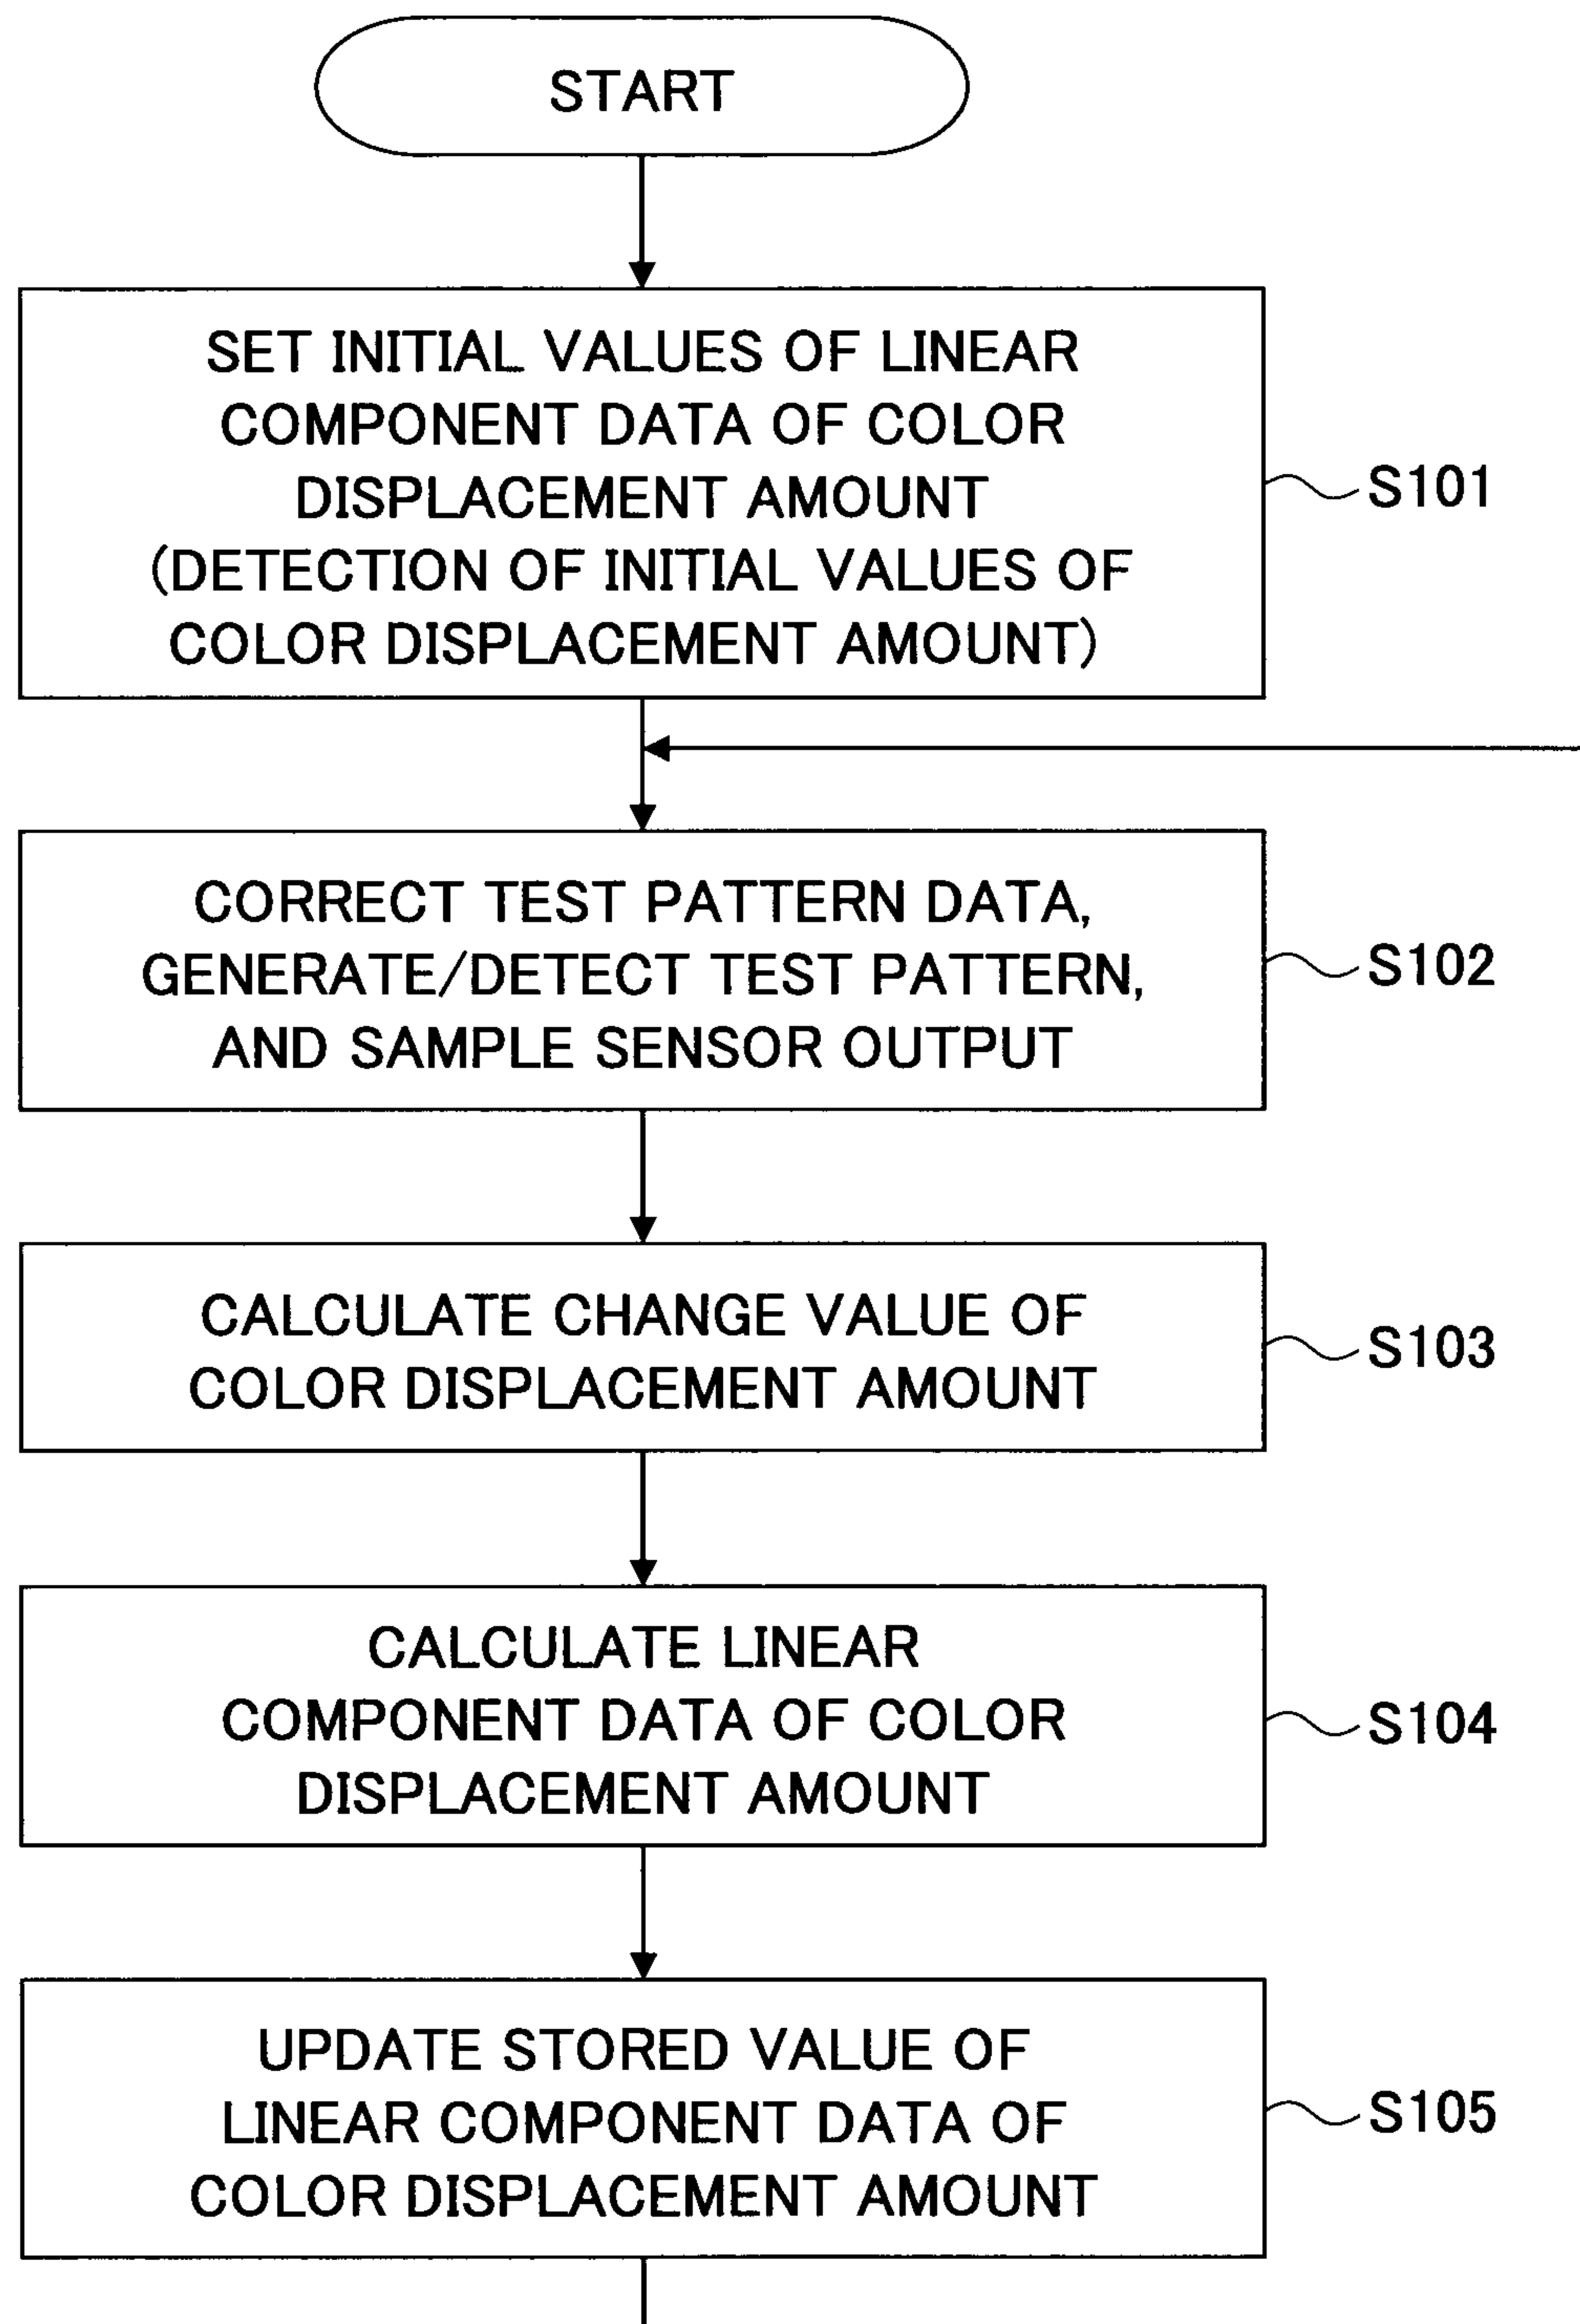 START
SET INITIAL VALUES OF LINEAR
COMPONENT DATA OF COLOR
DISPLACEMENT AMOUNT
(DETECTION OF INITIAL VALUES OF
COLOR DISPLACEMENT AMOUNT)
S101
CORRECT TEST PATTERN DATA,
GENERATE/DETECT TEST PATTERN,
AND SAMPLE SENSOR OUTPUT
S102
CALCULATE CHANGE VALUE OF
COLOR DISPLACEMENT AMOUNT
S103
CALCULATE LINEAR
COMPONENT DATA OF COLOR
DISPLACEMENT AMOUNT
S104
UPDATE STORED VALUE OF
LINEAR COMPONENT DATA OF
COLOR DISPLACEMENT AMOUNT
S105